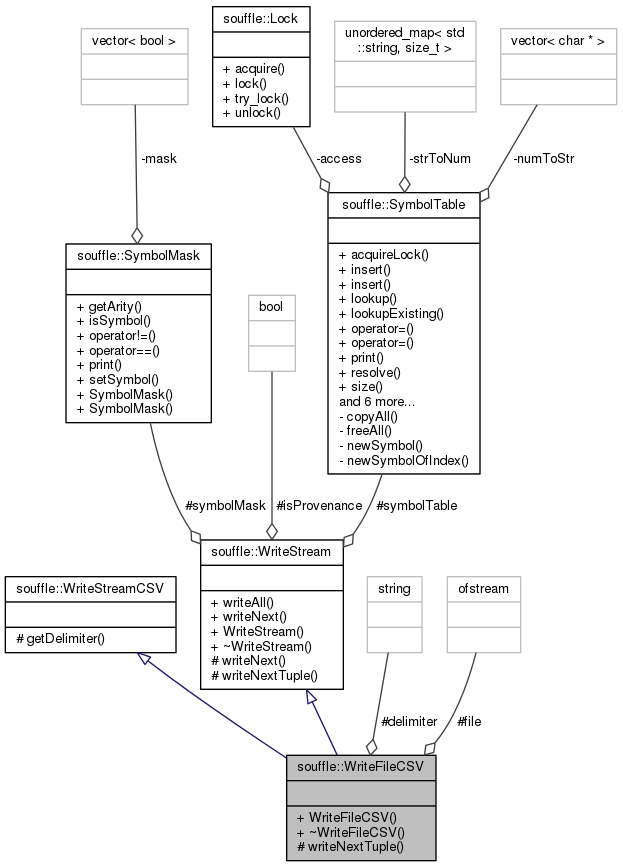 souffle::Lock
+ acquire()
+ lock()
+ try_lock()
+ unlock()
vector< bool >
unordered_map< std
::string, size_t >
vector< char * >
-mask
-access
-strToNum
-numToStr
souffle::SymbolTable
+ acquireLock()
+ insert()
+ insert()
+ lookup()
+ lookupExisting()
+ operator=()
+ operator=()
+ print()
+ resolve()
+ size()
and 6 more...
- copyAll()
- freeAll()
- newSymbol()
- newSymbolOfIndex()
souffle::SymbolMask
+ getArity()
+ isSymbol()
+ operator!=()
+ operator==()
+ print()
+ setSymbol()
+ SymbolMask()
+ SymbolMask()
bool
#symbolMask
#isProvenance
#symbolTable
souffle::WriteStream
+ writeAll()
+ writeNext()
+ WriteStream()
+ ~WriteStream()
# writeNext()
# writeNextTuple()
souffle::WriteStreamCSV
# getDelimiter()
string
ofstream
#delimiter
#file
souffle::WriteFileCSV
+ WriteFileCSV()
+ ~WriteFileCSV()
# writeNextTuple()